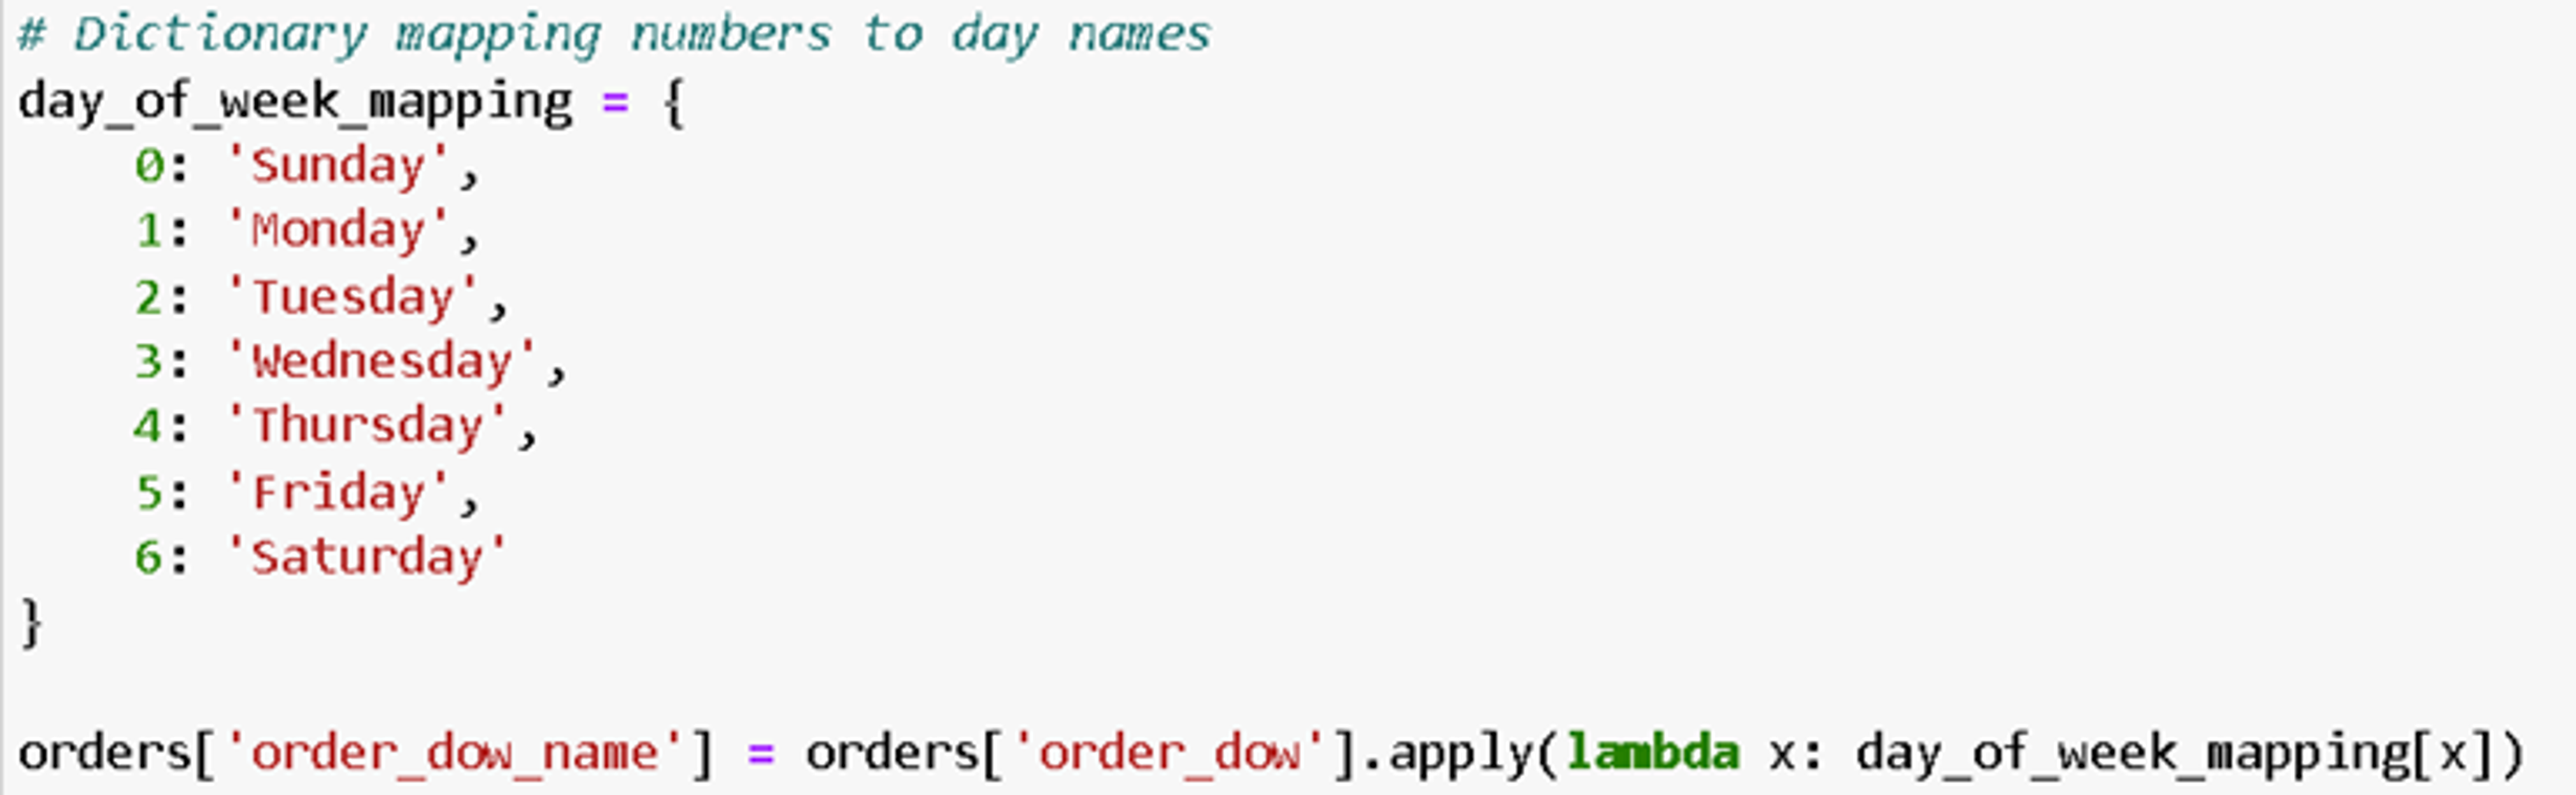 # Dictionary mapping numbers to day names
day_of_week_mapping = {
    0: 'Sunday',
    1: 'Monday',
    2: 'Tuesday',
    3: 'Wednesday',
    4: 'Thursday',
    5: 'Friday',
    6: 'Saturday'
}

orders['order_dow_name'] = orders['order_dow'].apply(lambda x: day_of_week_mapping[x])